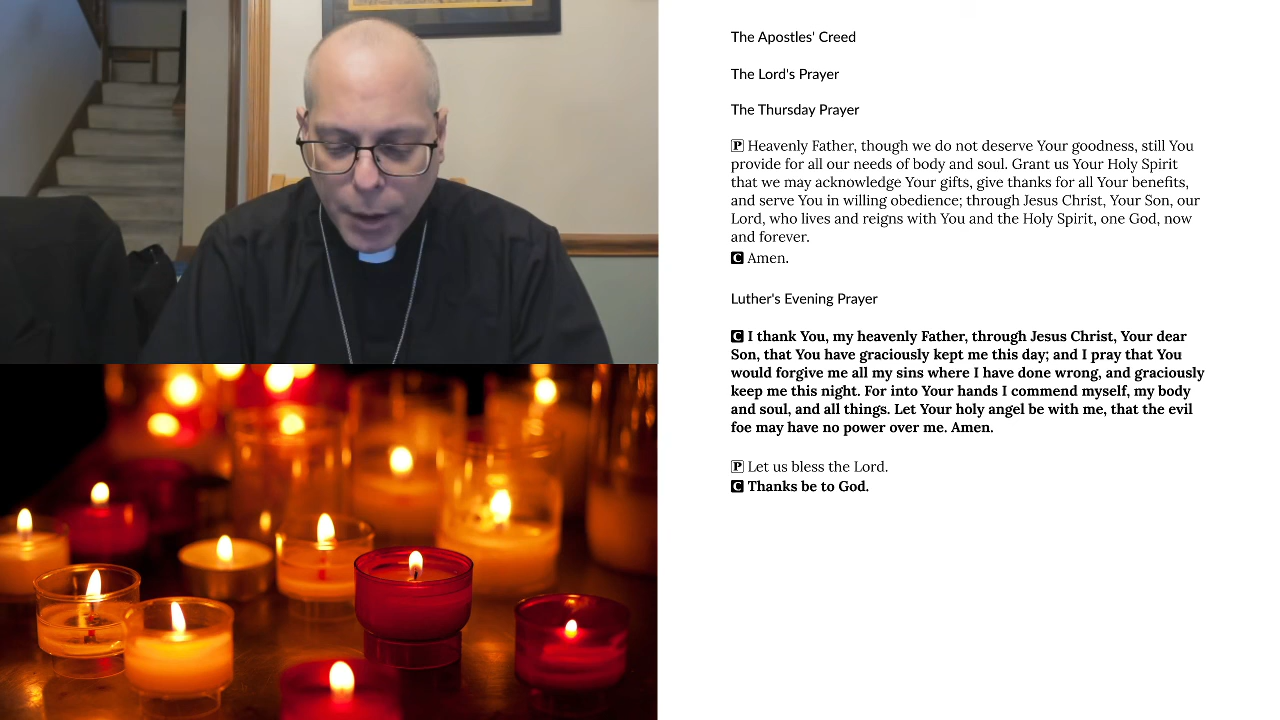 The Apostles' Creed
The Lord's Prayer
The Thursday Prayer
P Heavenly Father, though we do not deserve Your goodness, still You
provide for all our needs of body and soul. Grant us Your Holy Spirit
that we may acknowledge Your gifts, give thanks for all Your benefits,
and serve You in willing obedience; through Jesus Christ, Your Son, our
Lord, who lives and reigns with You and the Holy Spirit, one God, now
and forever.
C Amen.
Luther's Evening Prayer
C I thank You, my heavenly Father, through Jesus Christ, Your dear
Son, that You have graciously kept me this day; and I pray that You
would forgive me all my sins where I have done wrong, and graciously
keep me this night. For into Your hands I commend myself, my body
and soul, and all things. Let Your holy angel be with me, that the evil
foe may have no power over me. Amen.
P Let us bless the Lord.
C Thanks be to God.